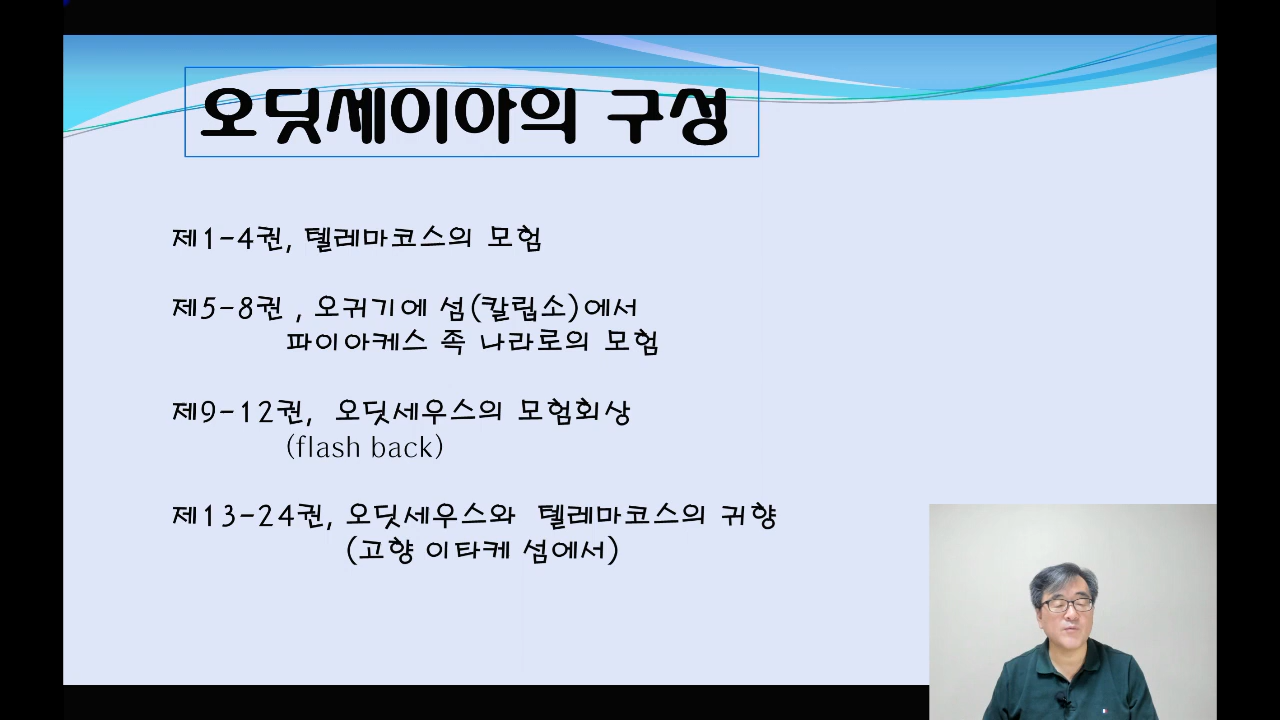 오딧세이아의 구성
제1-4권, 텔레마코스의 모험
제5-8권 , 오귀기에 섬(칼립소)에서
파이아케스 족 나라로의 모험
제9-12권, 오딧세우스의 모험회상
(flash back)
제13-24권, 오딧세우스와 텔레마코스의 귀향
(고향 이타케 섬에서)